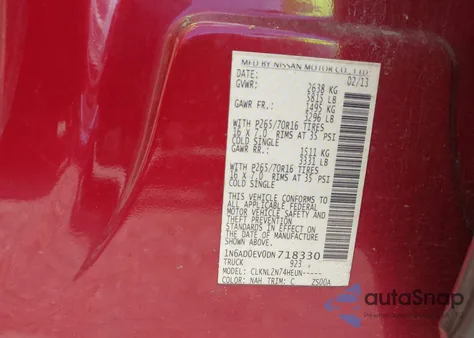 MFD BY NISSAN MOTOR CO., LTD
DATE: 02/13
GVWR: 2638 KG
5815 LB
GAWR FR.: 1495 KG
3296 LB
WITH P265/70R16 TIRES
16 X 7.0 RIMS AT 35 PSI
COLD SINGLE
GAWR RR.: 1511 KG
3331 LB
WITH P265/70R16 TIRES
16 X 7.0 RIMS AT 35 PSI
COLD SINGLE
THIS VEHICLE CONFORMS TO
ALL APPLICABLE FEDERAL
MOTOR VEHICLE SAFETY AND
THEFT PREVENTION STANDARDS
IN EFFECT ON THE DATE OF
MANUFACTURE SHOWN ABOVE.
1N6AD0EV0DN718330
TRUCK 923
MODEL: CLKNLZN74HEUN-----
COLOR: NAH TRIM: C ZS00A
autoSnap